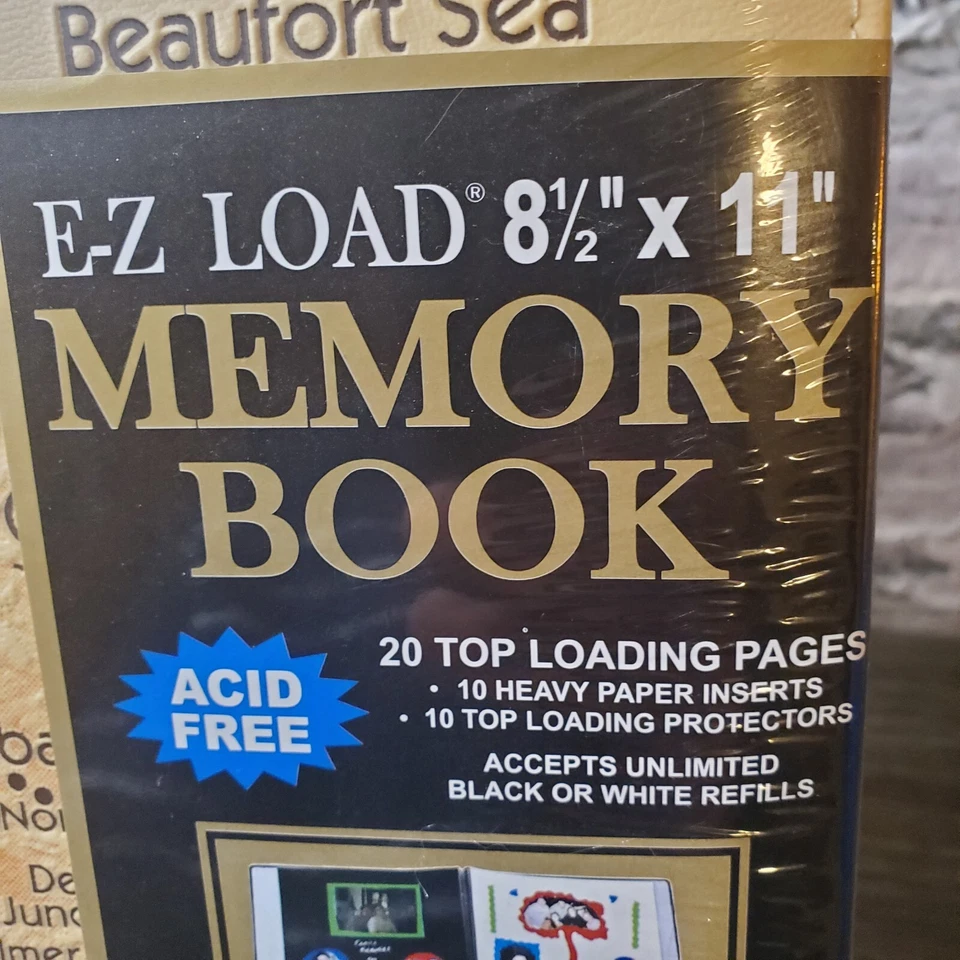 Beaufort Sea
E-Z LOAD® 8½" x 11"
MEMORY
BOOK
ACID
FREE
20 TOP LOADING PAGES
• 10 HEAVY PAPER INSERTS
• 10 TOP LOADING PROTECTORS
ACCEPTS UNLIMITED
BLACK OR WHITE REFILLS